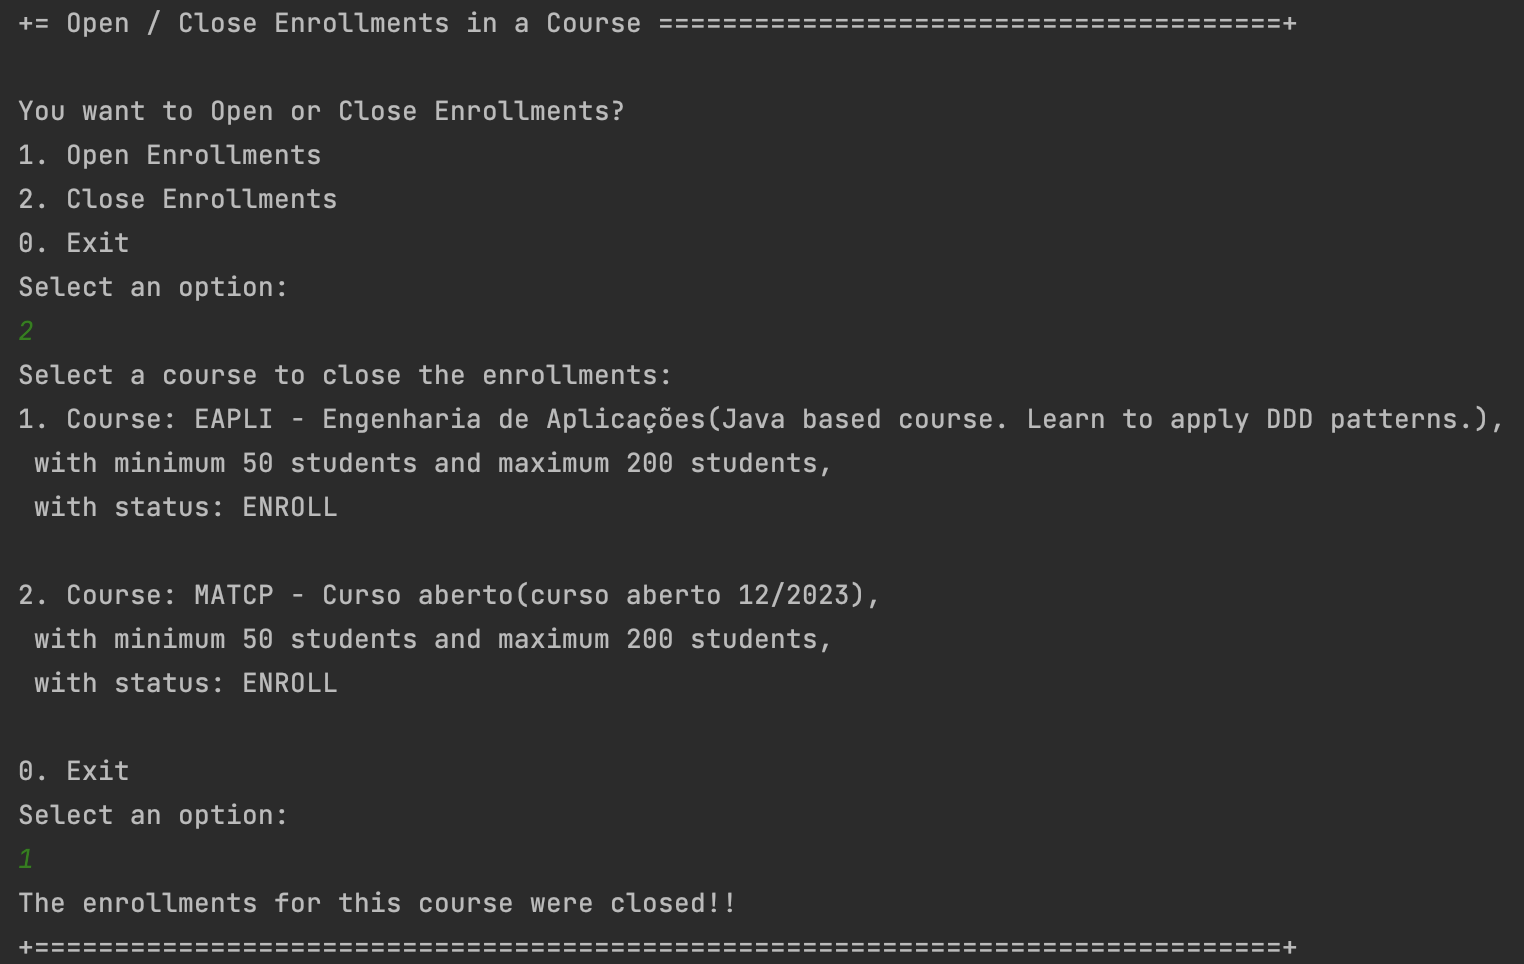 += Open / Close Enrollments in a Course =======================================+
You want to Open or Close Enrollments?
1. Open Enrollments
2. Close Enrollments
0. Exit
Select an option:
2
Select a course to close the enrollments:
1. Course: EAPLI - Engenharia de Aplicações(Java based course. Learn to apply DDD patterns.),
 with minimum 50 students and maximum 200 students,
 with status: ENROLL
2. Course: MATCP - Curso aberto(curso aberto 12/2023),
 with minimum 50 students and maximum 200 students,
 with status: ENROLL
0. Exit
Select an option:
1
The enrollments for this course were closed!!
+==============================================================================+